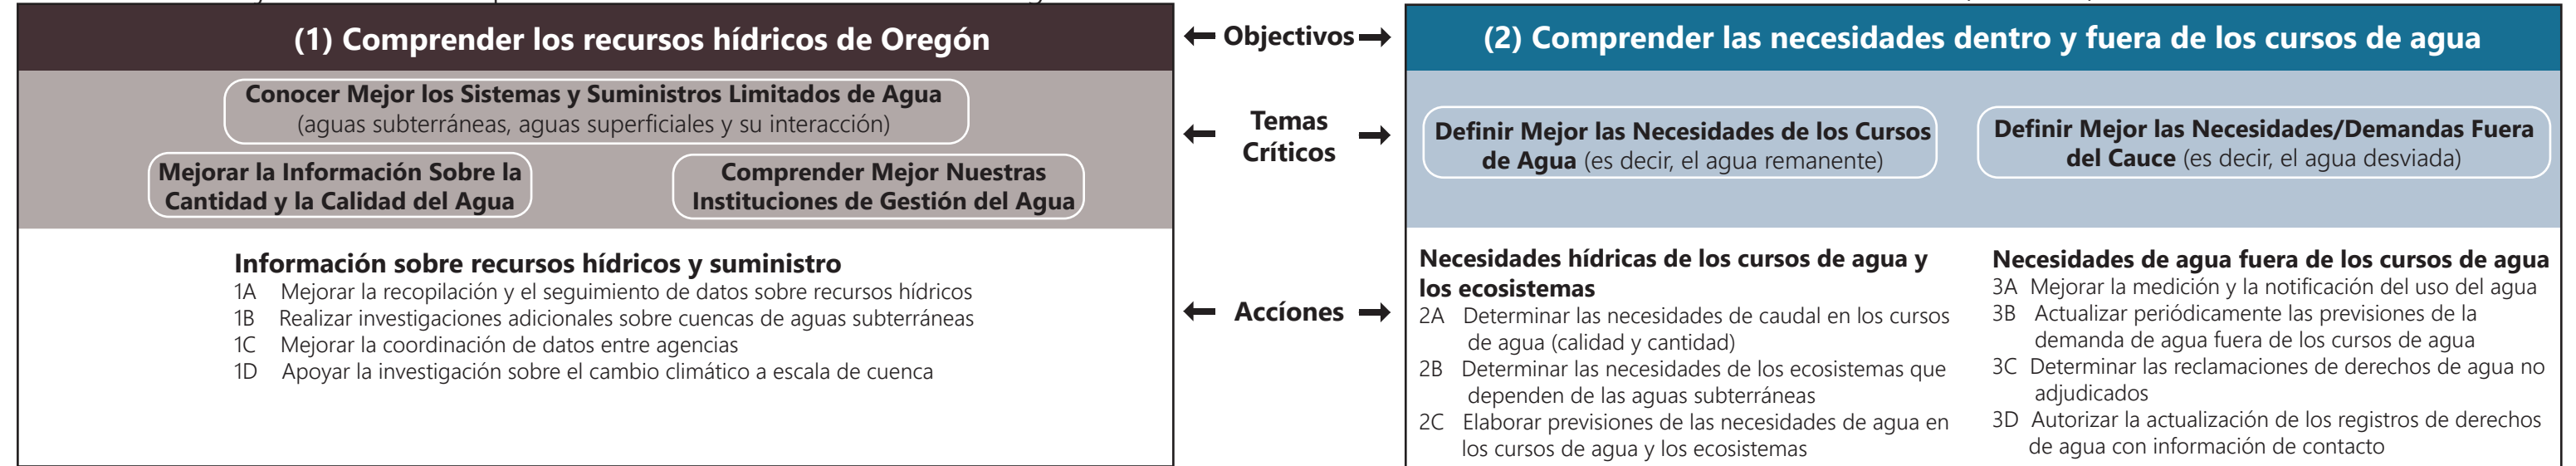 (1) Comprender los recursos hídricos de Oregón
Conocer Mejor los Sistemas y Suministros Limitados de Agua
(aguas subterráneas, aguas superficiales y su interacción)
Mejorar la Información Sobre la
Cantidad y la Calidad del Agua
Comprender Mejor Nuestras
Instituciones de Gestión del Agua
Información sobre recursos hídricos y suministro
1A Mejorar la recopilación y el seguimiento de datos sobre recursos hídricos
1B Realizar investigaciones adicionales sobre cuencas de aguas subterráneas
1C Mejorar la coordinación de datos entre agencias
1D Apoyar la investigación sobre el cambio climático a escala de cuenca
← Objectivos →
← Temas
Críticos →
← Accíones →
(2) Comprender las necesidades dentro y fuera de los cursos de agua
Definir Mejor las Necesidades de los Cursos
de Agua (es decir, el agua remanente)
Definir Mejor las Necesidades/Demandas Fuera
del Cauce (es decir, el agua desviada)
Necesidades hídricas de los cursos de agua y
los ecosistemas
2A Determinar las necesidades de caudal en los cursos
de agua (calidad y cantidad)
2B Determinar las necesidades de los ecosistemas que
dependen de las aguas subterráneas
2C Elaborar previsiones de las necesidades de agua en
los cursos de agua y los ecosistemas
Necesidades de agua fuera de los cursos de agua
3A Mejorar la medición y la notificación del uso del agua
3B Actualizar periódicamente las previsiones de la
demanda de agua fuera de los cursos de agua
3C Determinar las reclamaciones de derechos de agua no
adjudicados
3D Autorizar la actualización de los registros de derechos
de agua con información de contacto